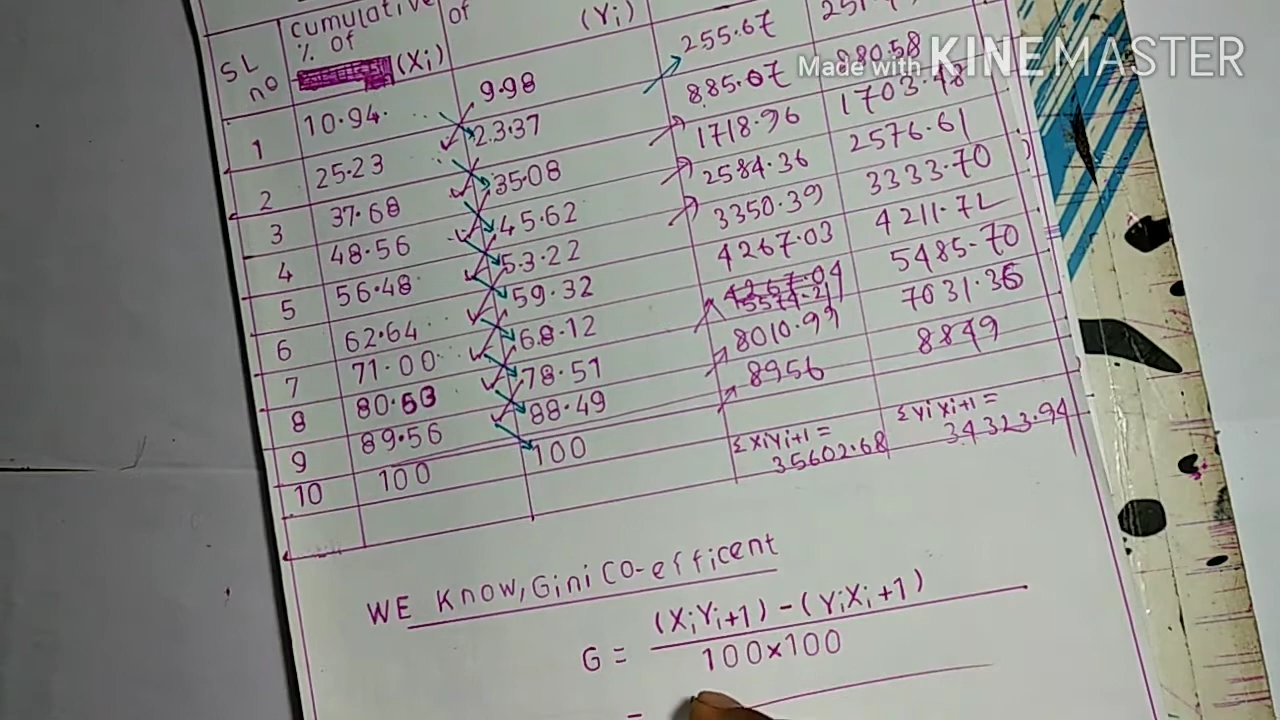 Cumulative of
% of (Xi) (Yi)
SL no
Made with KINEMASTER
1 10.94 9.98 255.67
2 25.23 23.37 885.07 880.58
3 37.68 35.08 1718.96 1703.48
4 48.56 45.62 2584.36 2576.61
5 56.48 53.22 3350.39 3333.70
6 62.64 59.32 4267.03 4211.72
7 71.00 68.12 5485.70
8 80.53 78.51 8010.99 7031.36
9 89.56 88.49 8956 8849
10 100 100
ΣXiYi+1 = ΣYiXi+1 =
35602.68 34323.94
WE Know, Gini Co-efficent
G = (XiYi+1) - (YiXi+1)
100×100
=